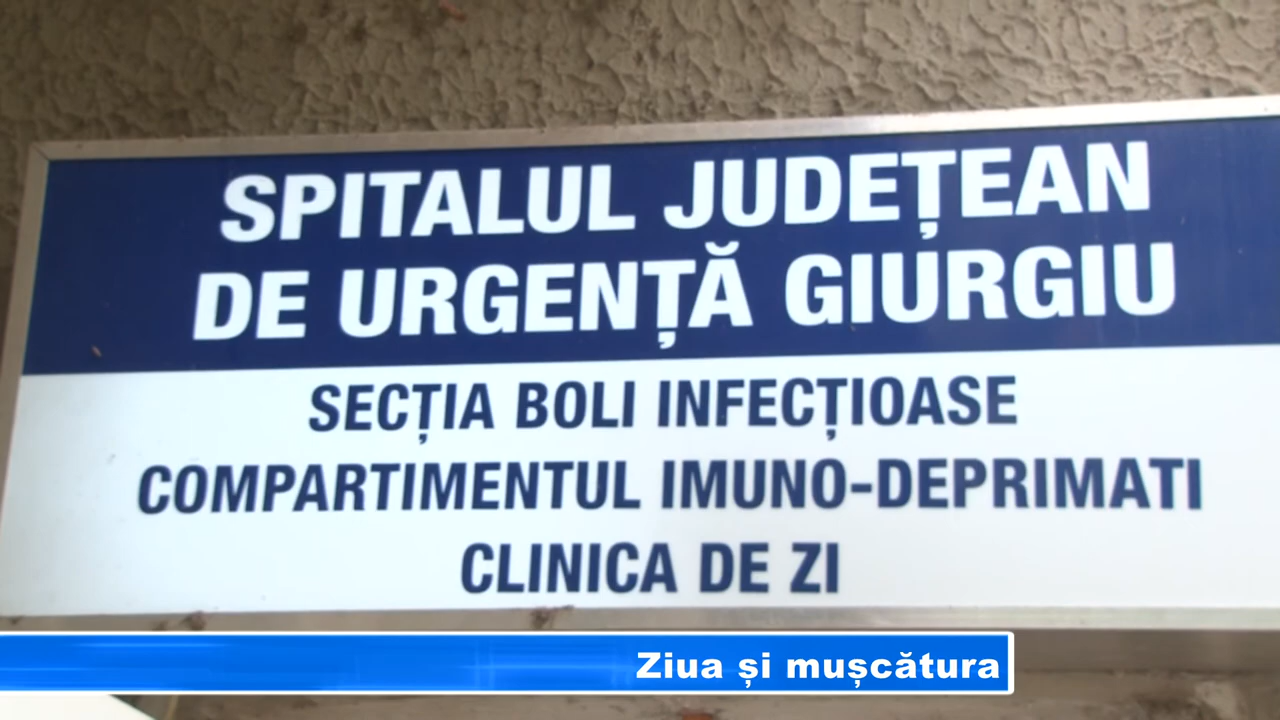 SPITALUL JUDEȚEAN
DE URGENȚĂ GIURGIU
SECȚIA BOLI INFECȚIOASE
COMPARTIMENTUL IMUNO-DEPRIMATI
CLINICA DE ZI
Ziua și mușcătura